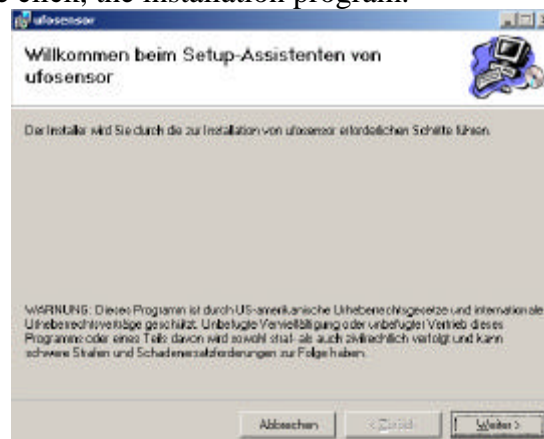 e click, the installation program.
ufosensor
Willkommen beim Setup-Assistenten von
ufosensor
Der Installer wird Sie durch die zur Installation von ufosensor erforderlichen Schritte führen.
WARNUNG: Dieses Programm ist durch US-amerikanische Urheberrechtsgesetze und internationale
Urheberrechtsverträge geschützt. Unbefugte Vervielfältigung oder unbefugter Vertrieb dieses
Programms oder eines Teils davon wird sowohl straf- als auch zivilrechtlich verfolgt und kann
schwere Strafen und Schadenersatzforderungen zur Folge haben.
Abbrechen < Zurück Weiter >